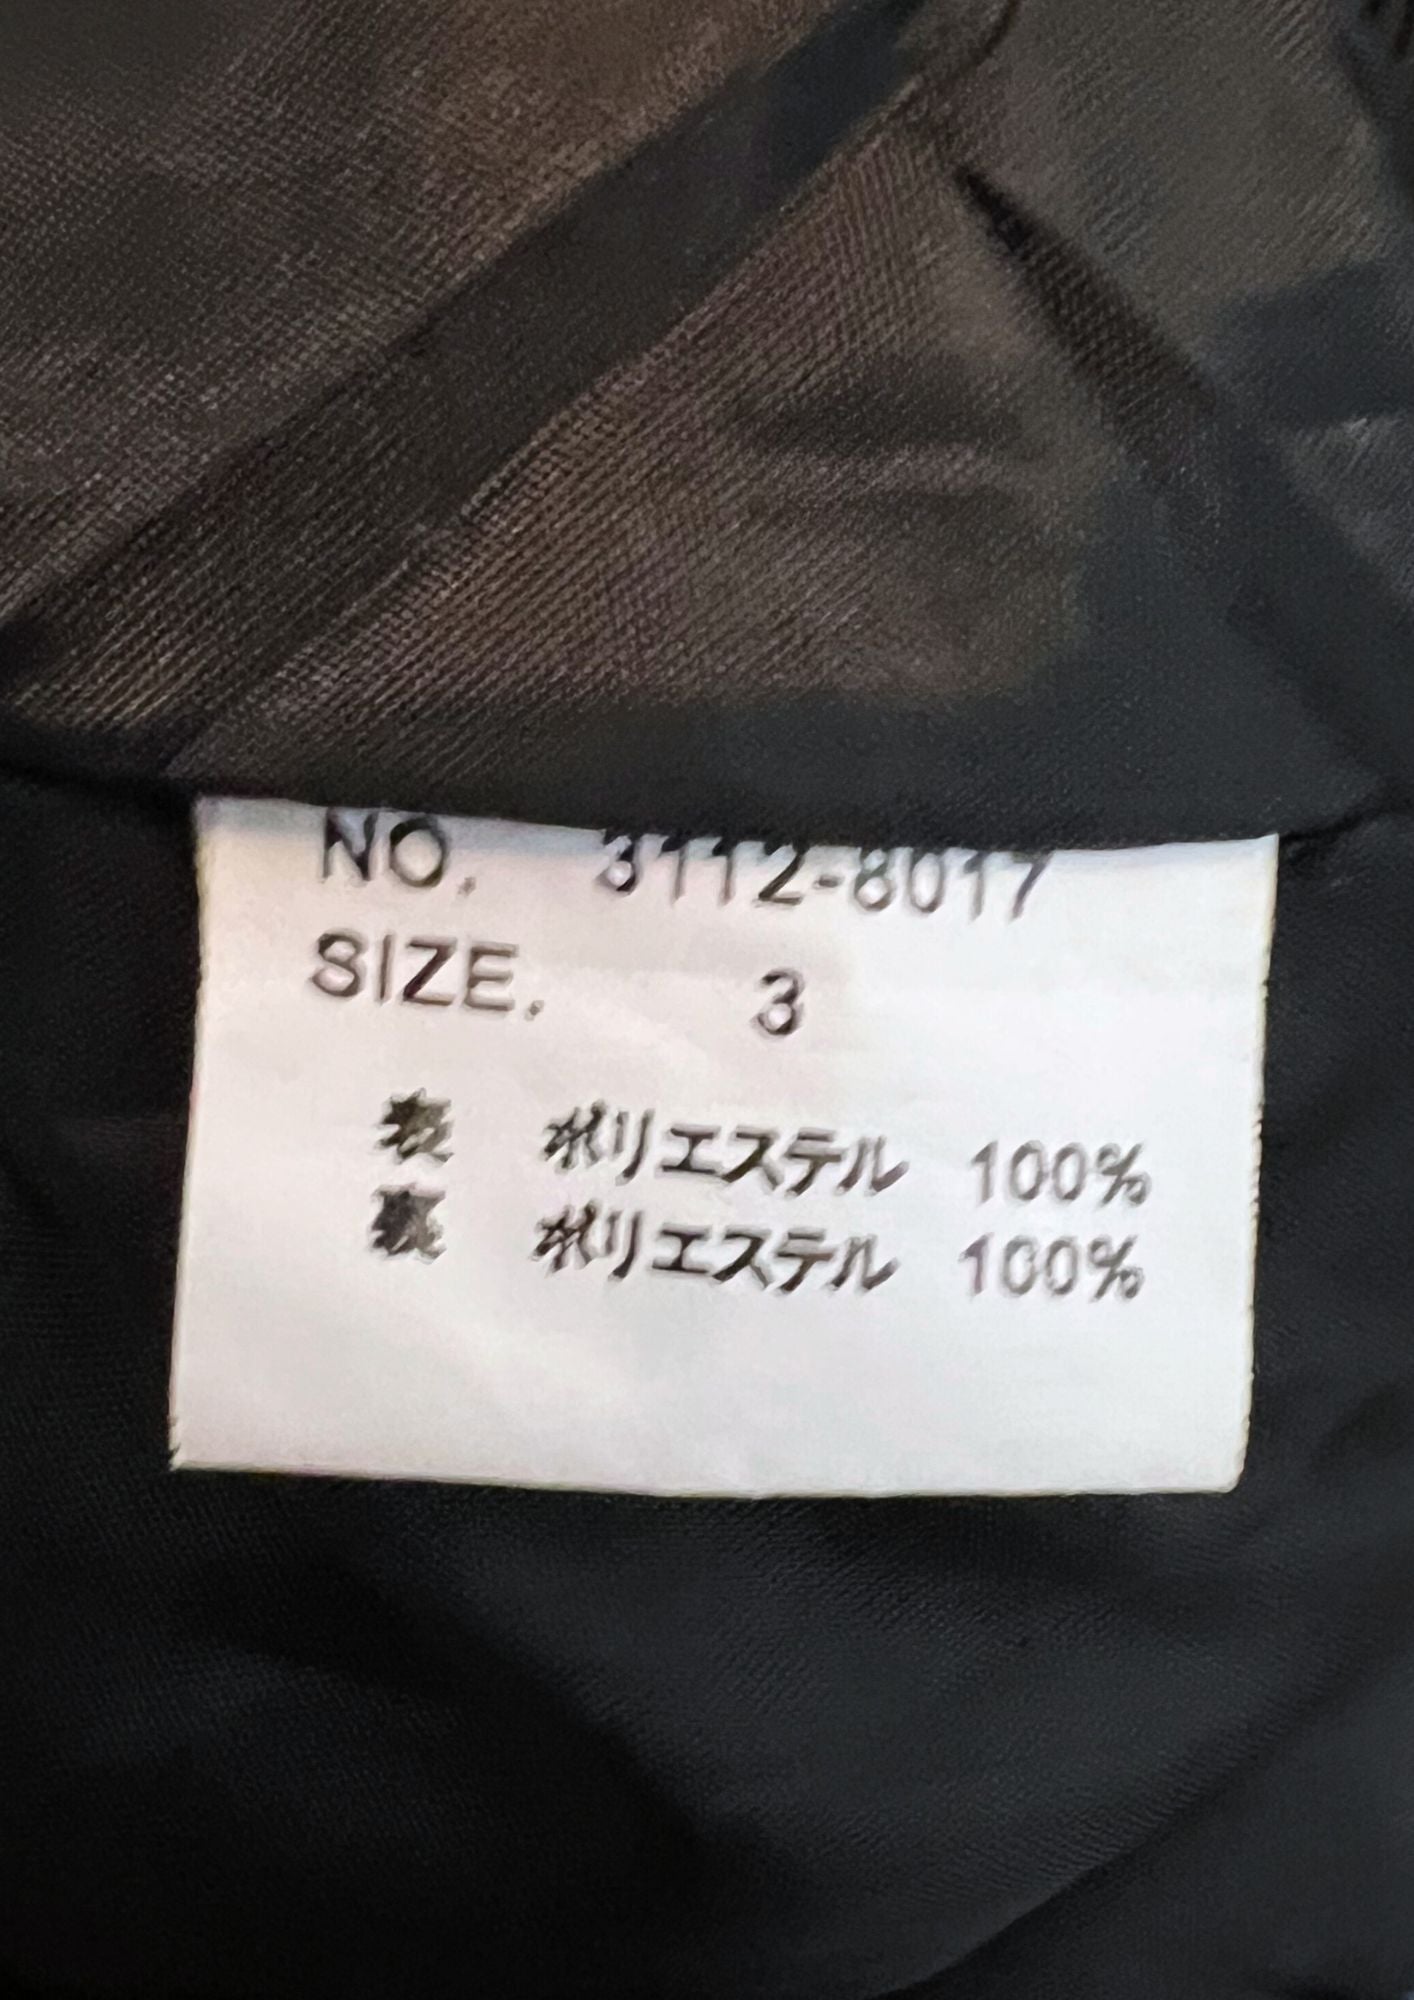 NO. 3112-8017
SIZE. 3
表 ポリエステル 100%
裏 ポリエステル 100%